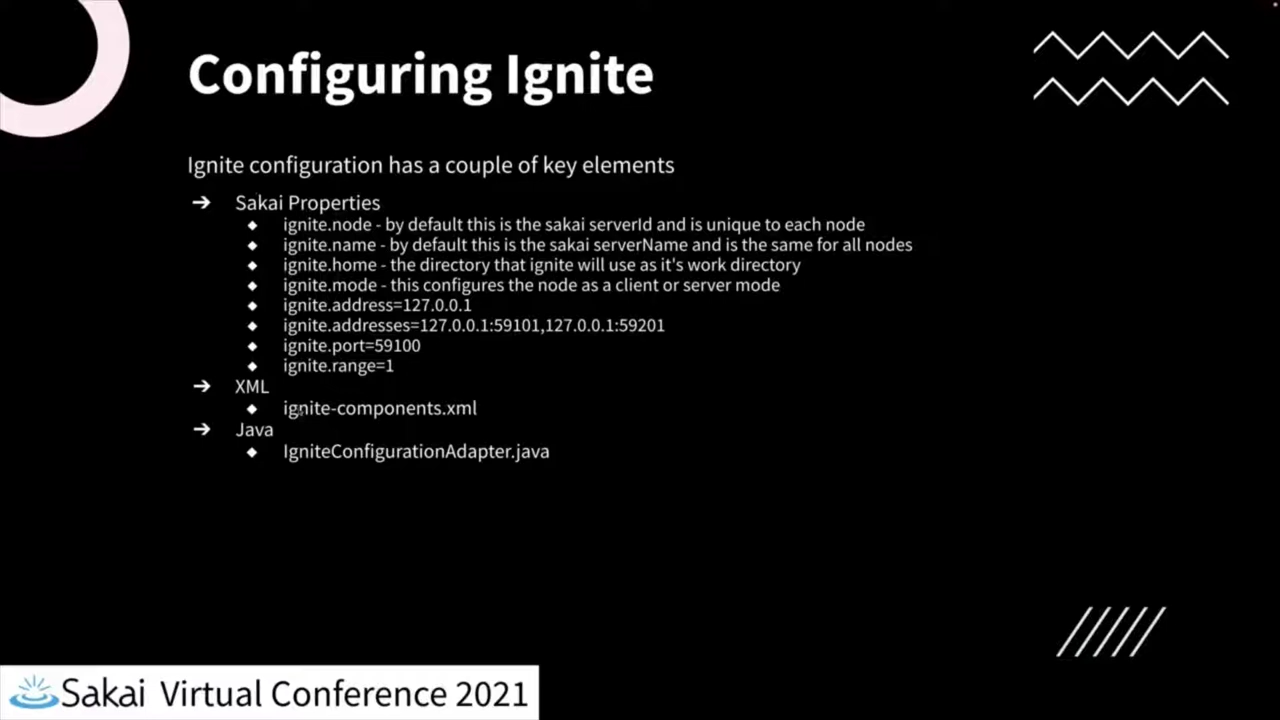 Configuring Ignite
Ignite configuration has a couple of key elements
➔ Sakai Properties
◆ ignite.node - by default this is the sakai serverId and is unique to each node
◆ ignite.name - by default this is the sakai serverName and is the same for all nodes
◆ ignite.home - the directory that ignite will use as it's work directory
◆ ignite.mode - this configures the node as a client or server mode
◆ ignite.address=127.0.0.1
◆ ignite.addresses=127.0.0.1:59101,127.0.0.1:59201
◆ ignite.port=59100
◆ ignite.range=1
➔ XML
◆ ignite-components.xml
➔ Java
◆ IgniteConfigurationAdapter.java
Sakai Virtual Conference 2021